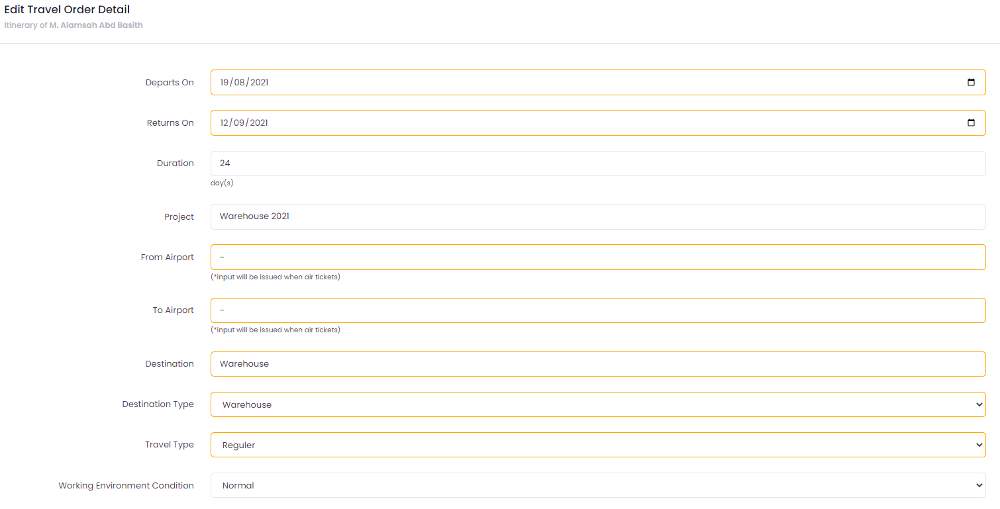 Edit Travel Order Detail
Itinerary of M. Alamsah Abd Basith
Departs On 19/08/2021
Returns On 12/09/2021
Duration 24
day(s)
Project Warehouse 2021
From Airport -
(*input will be issued when air tickets)
To Airport -
(*input will be issued when air tickets)
Destination Warehouse
Destination Type Warehouse
Travel Type Reguler
Working Environment Condition Normal